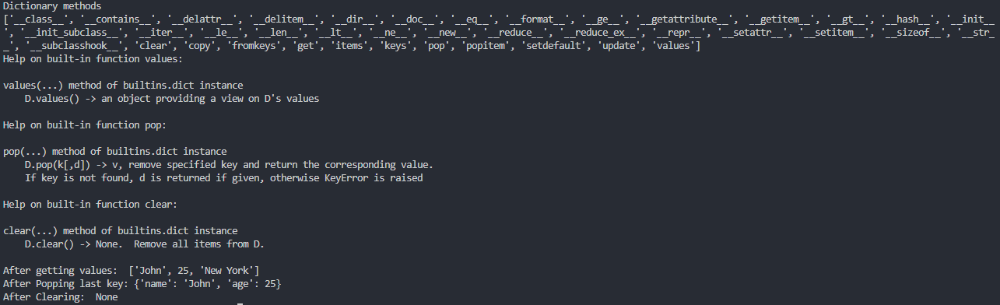 Dictionary methods
['__class__', '__contains__', '__delattr__', '__delitem__', '__dir__', '__doc__', '__eq__', '__format__', '__ge__', '__getattribute__', '__getitem__', '__gt__', '__hash__', '__init__
', '__init_subclass__', '__iter__', '__le__', '__len__', '__lt__', '__ne__', '__new__', '__reduce__', '__reduce_ex__', '__repr__', '__setattr__', '__setitem__', '__sizeof__', '__str_
_', '__subclasshook__', 'clear', 'copy', 'fromkeys', 'get', 'items', 'keys', 'pop', 'popitem', 'setdefault', 'update', 'values']
Help on built-in function values:
values(...) method of builtins.dict instance
D.values() -> an object providing a view on D's values
Help on built-in function pop:
pop(...) method of builtins.dict instance
D.pop(k[,d]) -> v, remove specified key and return the corresponding value.
If key is not found, d is returned if given, otherwise KeyError is raised
Help on built-in function clear:
clear(...) method of builtins.dict instance
D.clear() -> None.  Remove all items from D.
After getting values:  ['John', 25, 'New York']
After Popping last key: {'name': 'John', 'age': 25}
After Clearing:  None